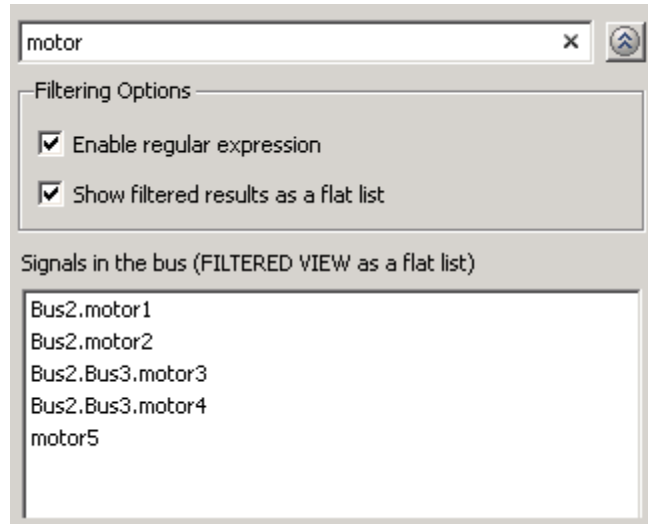 motor
Filtering Options
Enable regular expression
Show filtered results as a flat list
Signals in the bus (FILTERED VIEW as a flat list)
Bus2.motor1
Bus2.motor2
Bus2.Bus3.motor3
Bus2.Bus3.motor4
motor5